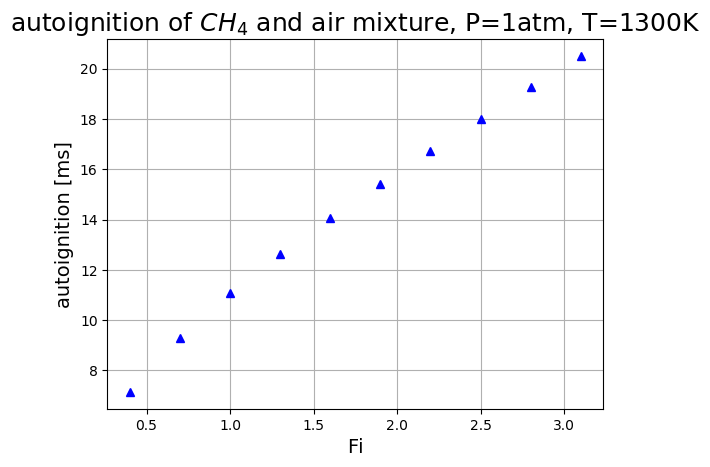 autoignition of CH₄ and air mixture, P=1atm, T=1300K
20
18
16
14
12
10
8
autoignition [ms]
0.5 1.0 1.5 2.0 2.5 3.0
Fi